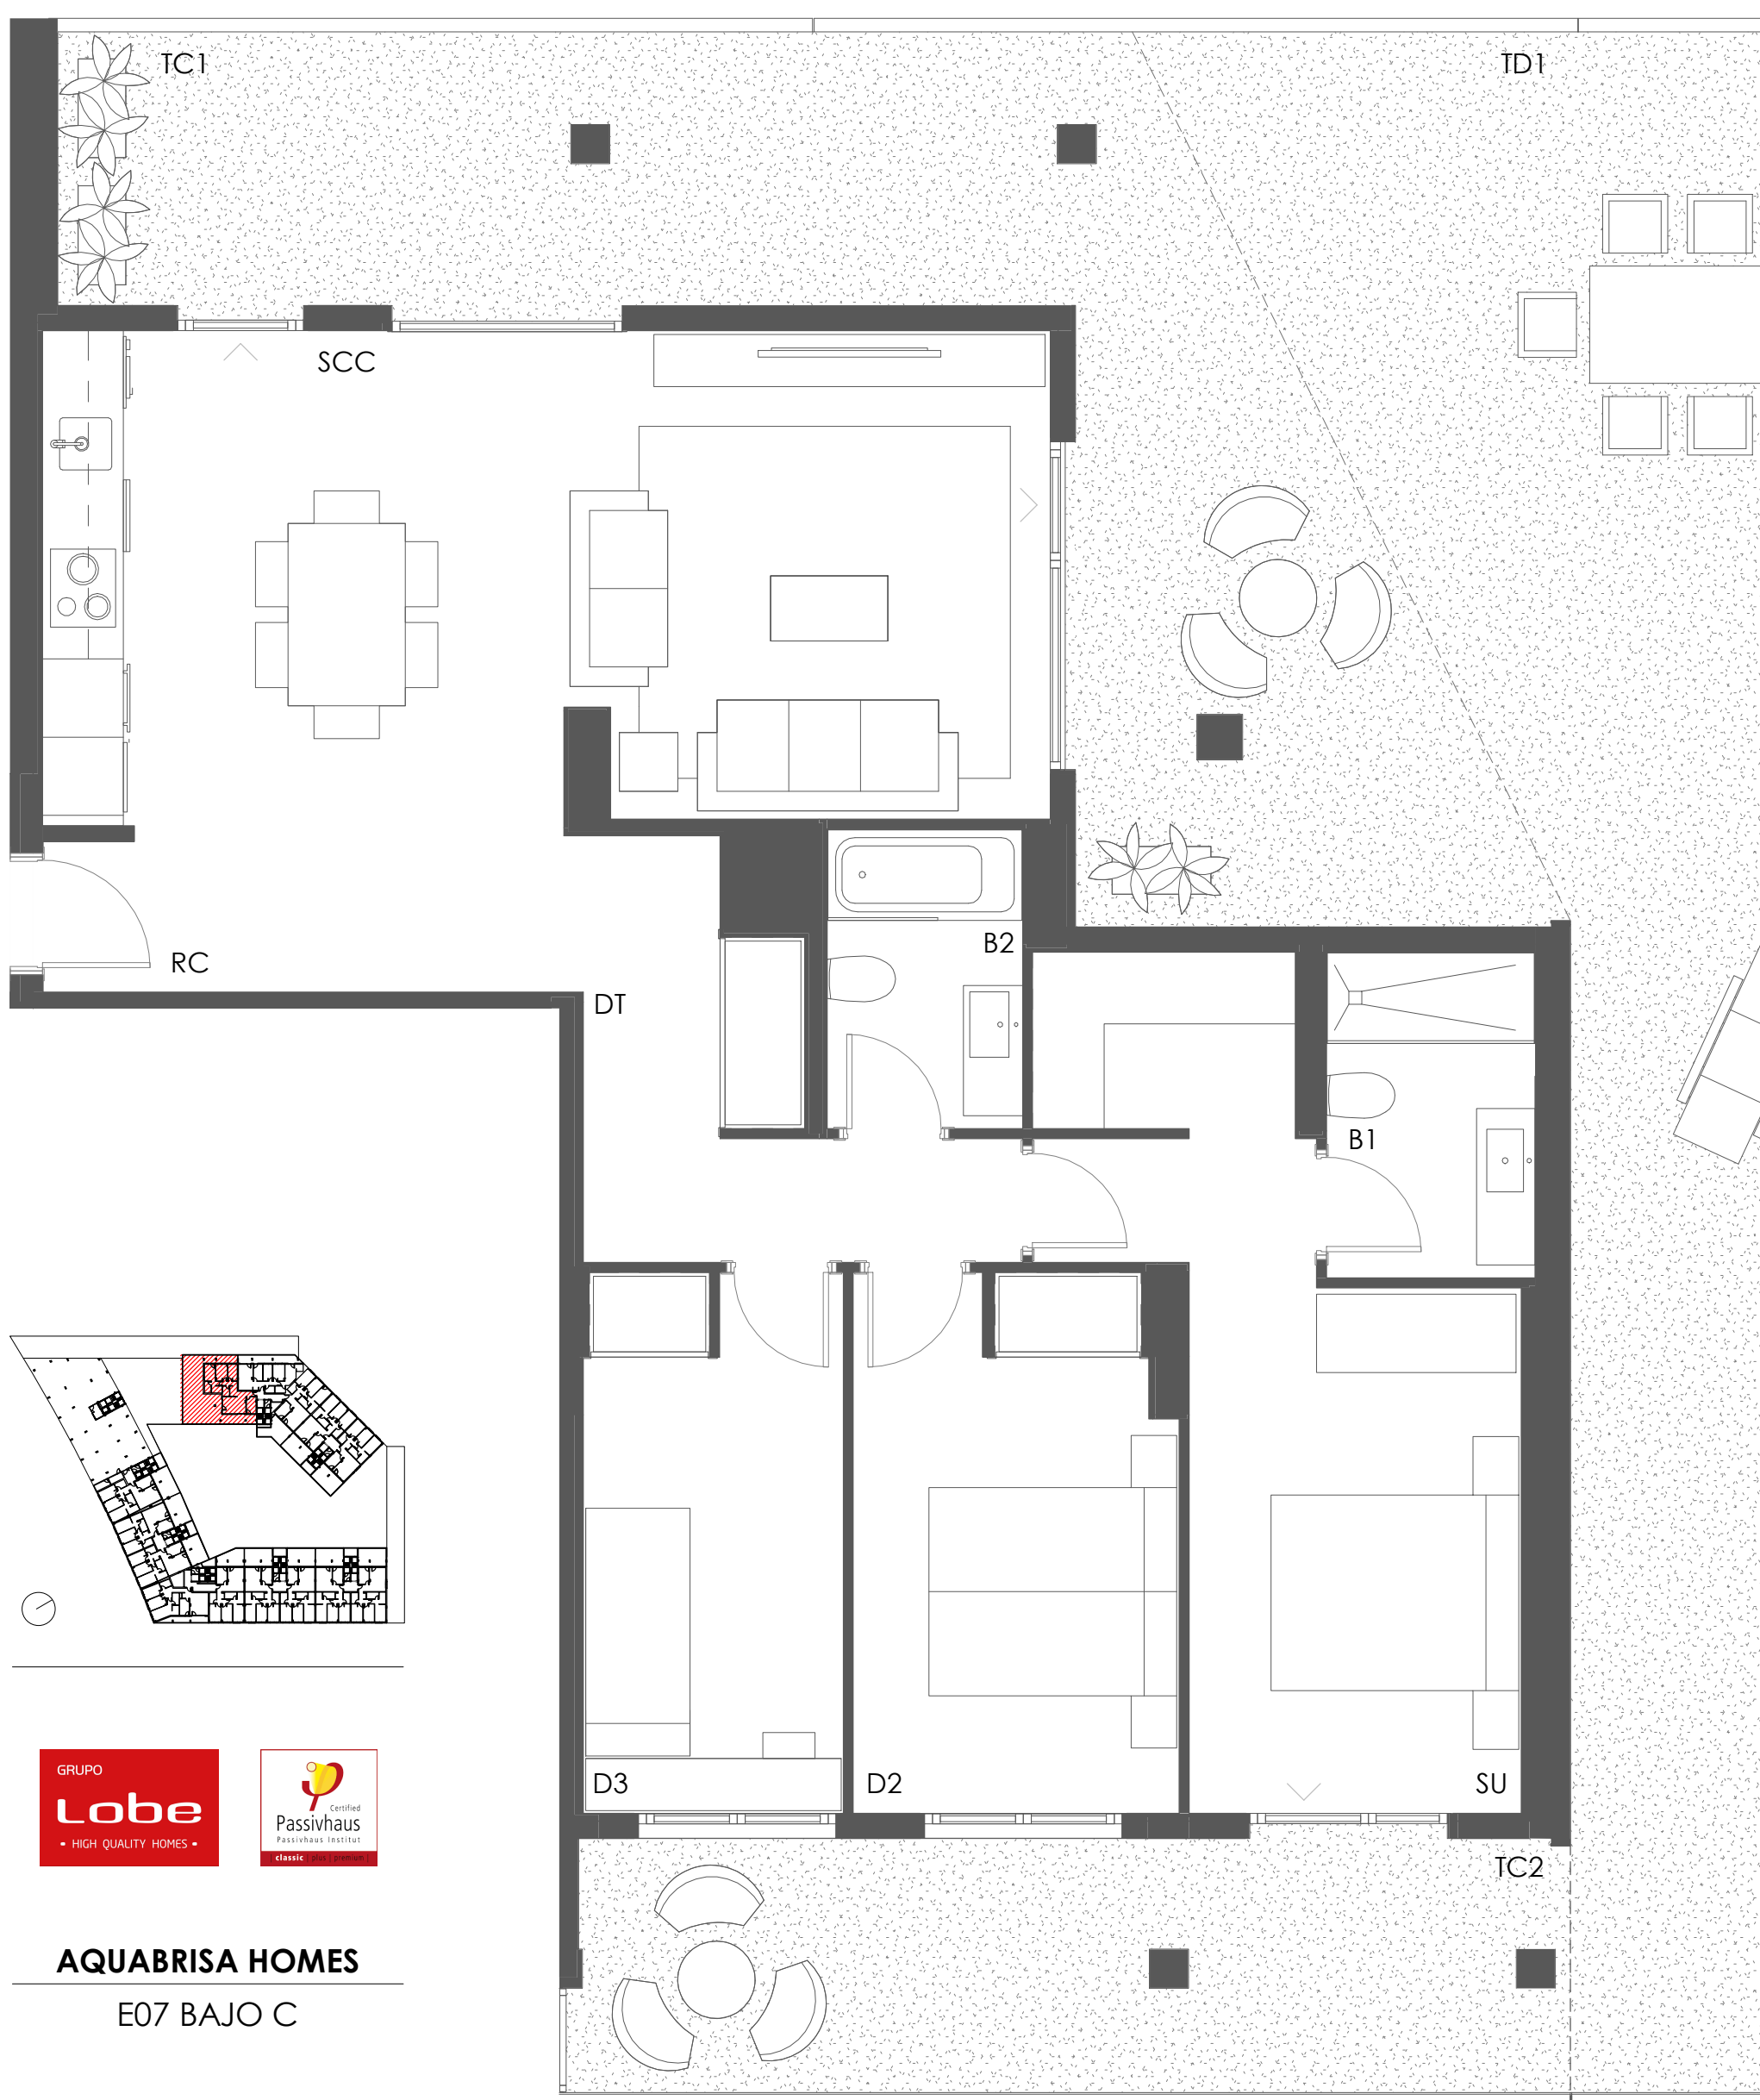 TC1
TD1
SCC
B2
RC
DT
B1
D3
D2
SU
TC2
GRUPO
Lobe
• HIGH QUALITY HOMES •
Certified
Passivhaus
Passivhaus Institut
classic | plus | premium |
AQUABRISA HOMES
E07 BAJO C